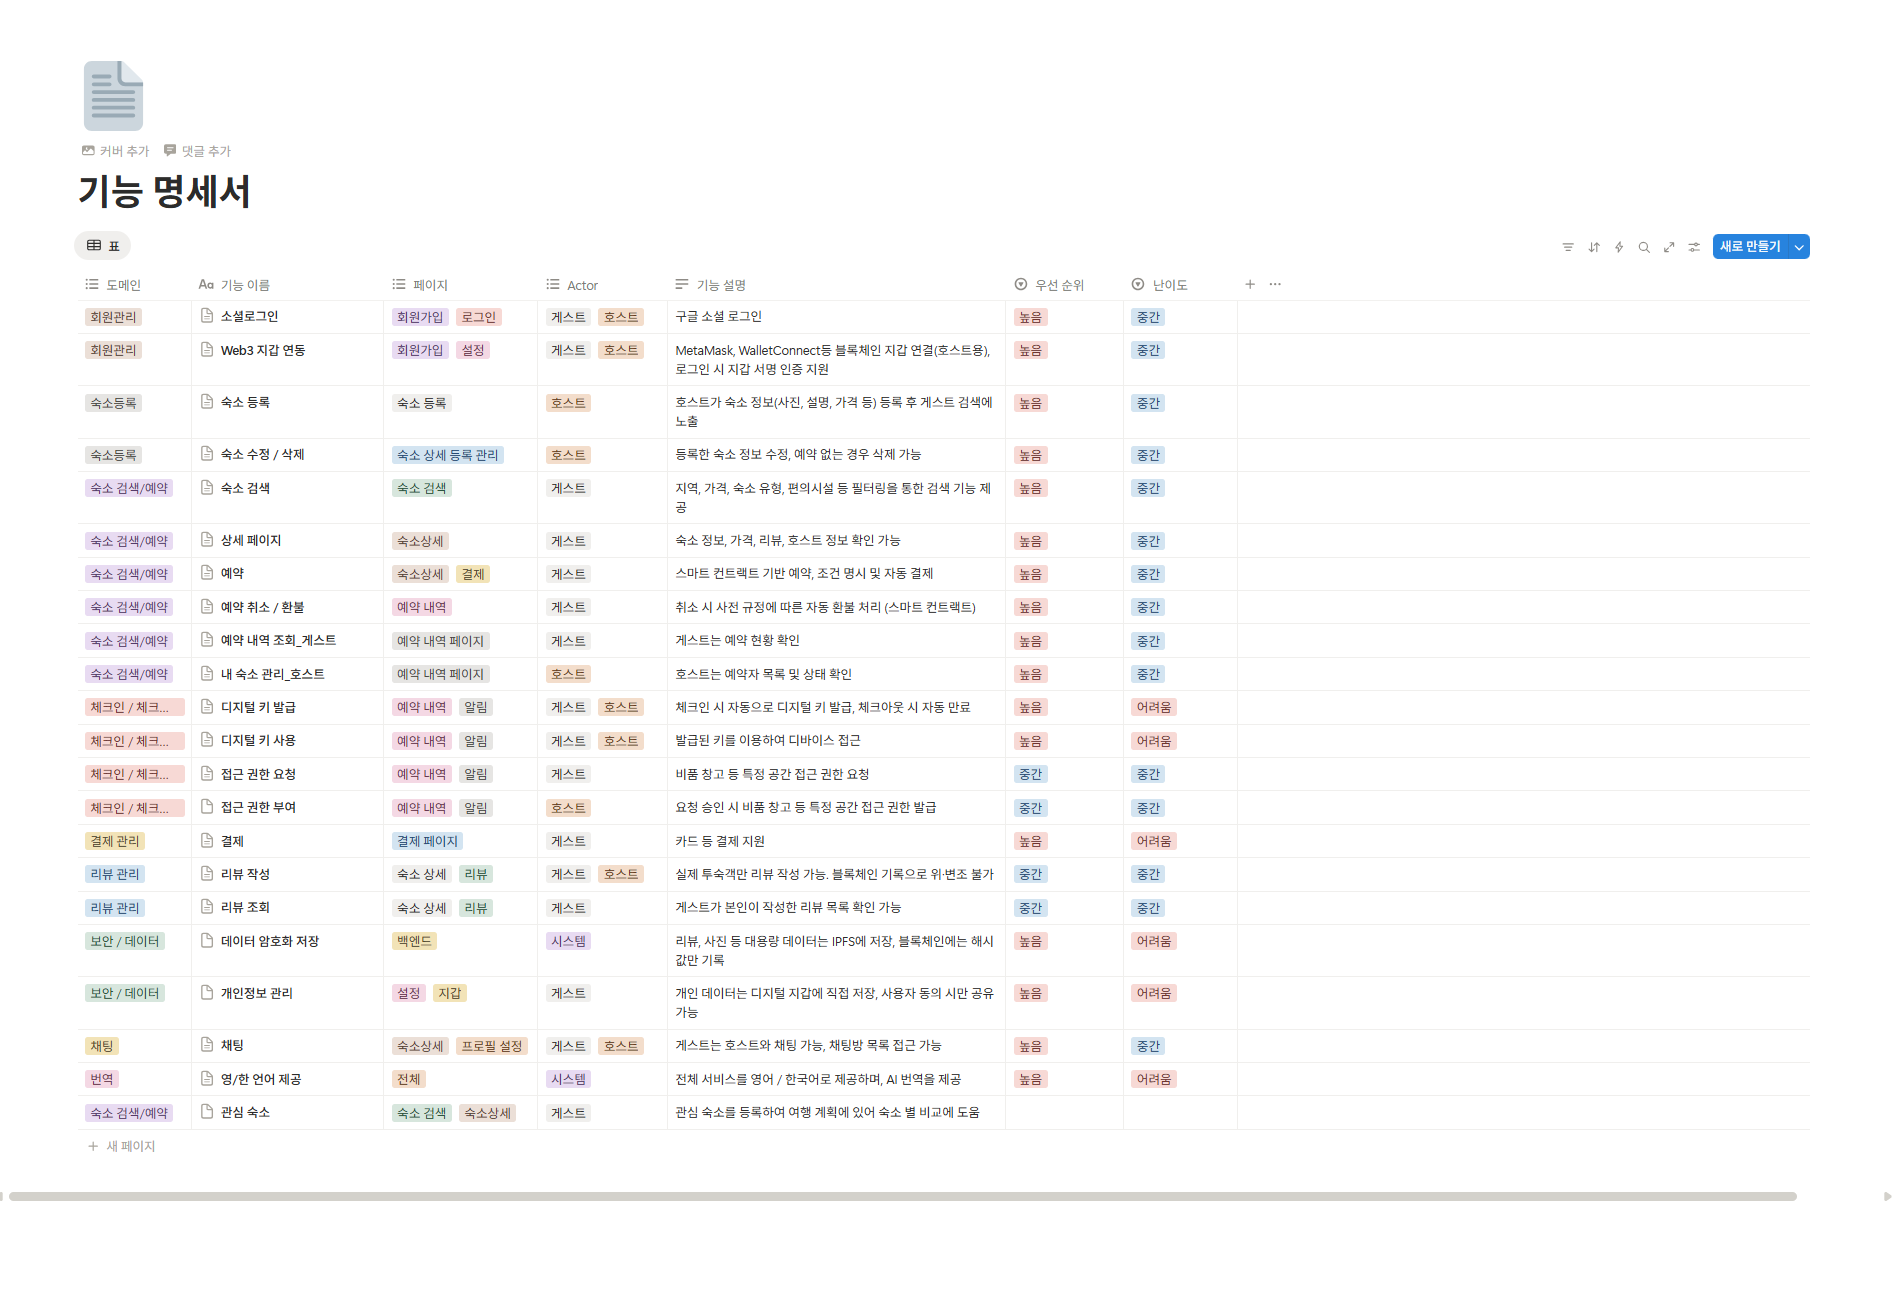 커버 추가 댓글 추가
기능 명세서
표
새로 만들기
도메인 Aa 기능 이름 페이지 Actor 기능 설명 우선 순위 난이도
회원관리 소셜로그인 회원가입 로그인 게스트 호스트 구글 소셜 로그인 높음 중간
회원관리 Web3 지갑 연동 회원가입 설정 게스트 호스트 MetaMask, WalletConnect등 블록체인 지갑 연결(호스트용), 높음 중간
로그인 시 지갑 서명 인증 지원
숙소등록 숙소 등록 숙소 등록 호스트 호스트가 숙소 정보(사진, 설명, 가격 등) 등록 후 게스트 검색에 높음 중간
노출
숙소등록 숙소 수정 / 삭제 숙소 상세 등록 관리 호스트 등록한 숙소 정보 수정, 예약 없는 경우 삭제 가능 높음 중간
숙소 검색/예약 숙소 검색 숙소 검색 게스트 지역, 가격, 숙소 유형, 편의시설 등 필터링을 통한 검색 기능 제 높음 중간
공
숙소 검색/예약 상세 페이지 숙소상세 게스트 숙소 정보, 가격, 리뷰, 호스트 정보 확인 가능 높음 중간
숙소 검색/예약 예약 숙소상세 결제 게스트 스마트 컨트랙트 기반 예약, 조건 명시 및 자동 결제 높음 중간
숙소 검색/예약 예약 취소 / 환불 예약 내역 게스트 취소 시 사전 규정에 따른 자동 환불 처리 (스마트 컨트랙트) 높음 중간
숙소 검색/예약 예약 내역 조회_게스트 예약 내역 페이지 게스트 게스트는 예약 현황 확인 높음 중간
숙소 검색/예약 내 숙소 관리_호스트 예약 내역 페이지 호스트 호스트는 예약자 목록 및 상태 확인 높음 중간
체크인 / 체크... 디지털 키 발급 예약 내역 알림 게스트 호스트 체크인 시 자동으로 디지털 키 발급, 체크아웃 시 자동 만료 높음 어려움
체크인 / 체크... 디지털 키 사용 예약 내역 알림 게스트 호스트 발급된 키를 이용하여 디바이스 접근 높음 어려움
체크인 / 체크... 접근 권한 요청 예약 내역 알림 게스트 비품 창고 등 특정 공간 접근 권한 요청 중간 중간
체크인 / 체크... 접근 권한 부여 예약 내역 알림 호스트 요청 승인 시 비품 창고 등 특정 공간 접근 권한 발급 중간 중간
결제 관리 결제 결제 페이지 게스트 카드 등 결제 지원 높음 어려움
리뷰 관리 리뷰 작성 숙소 상세 리뷰 게스트 호스트 실제 투숙객만 리뷰 작성 가능. 블록체인 기록으로 위·변조 불가 중간 중간
리뷰 관리 리뷰 조회 숙소 상세 리뷰 게스트 게스트가 본인이 작성한 리뷰 목록 확인 가능 중간 중간
보안 / 데이터 데이터 암호화 저장 백엔드 시스템 리뷰, 사진 등 대용량 데이터는 IPFS에 저장, 블록체인에는 해시 높음 어려움
값만 기록
보안 / 데이터 개인정보 관리 설정 지갑 게스트 개인 데이터는 디지털 지갑에 직접 저장, 사용자 동의 시만 공유 높음 어려움
가능
채팅 채팅 숙소상세 프로필 설정 게스트 호스트 게스트는 호스트와 채팅 가능, 채팅방 목록 접근 가능 높음 중간
번역 영/한 언어 제공 전체 시스템 전체 서비스를 영어 / 한국어로 제공하며, AI 번역을 제공 높음 어려움
숙소 검색/예약 관심 숙소 숙소 검색 숙소상세 게스트 관심 숙소를 등록하여 여행 계획에 있어 숙소 별 비교에 도움
새 페이지